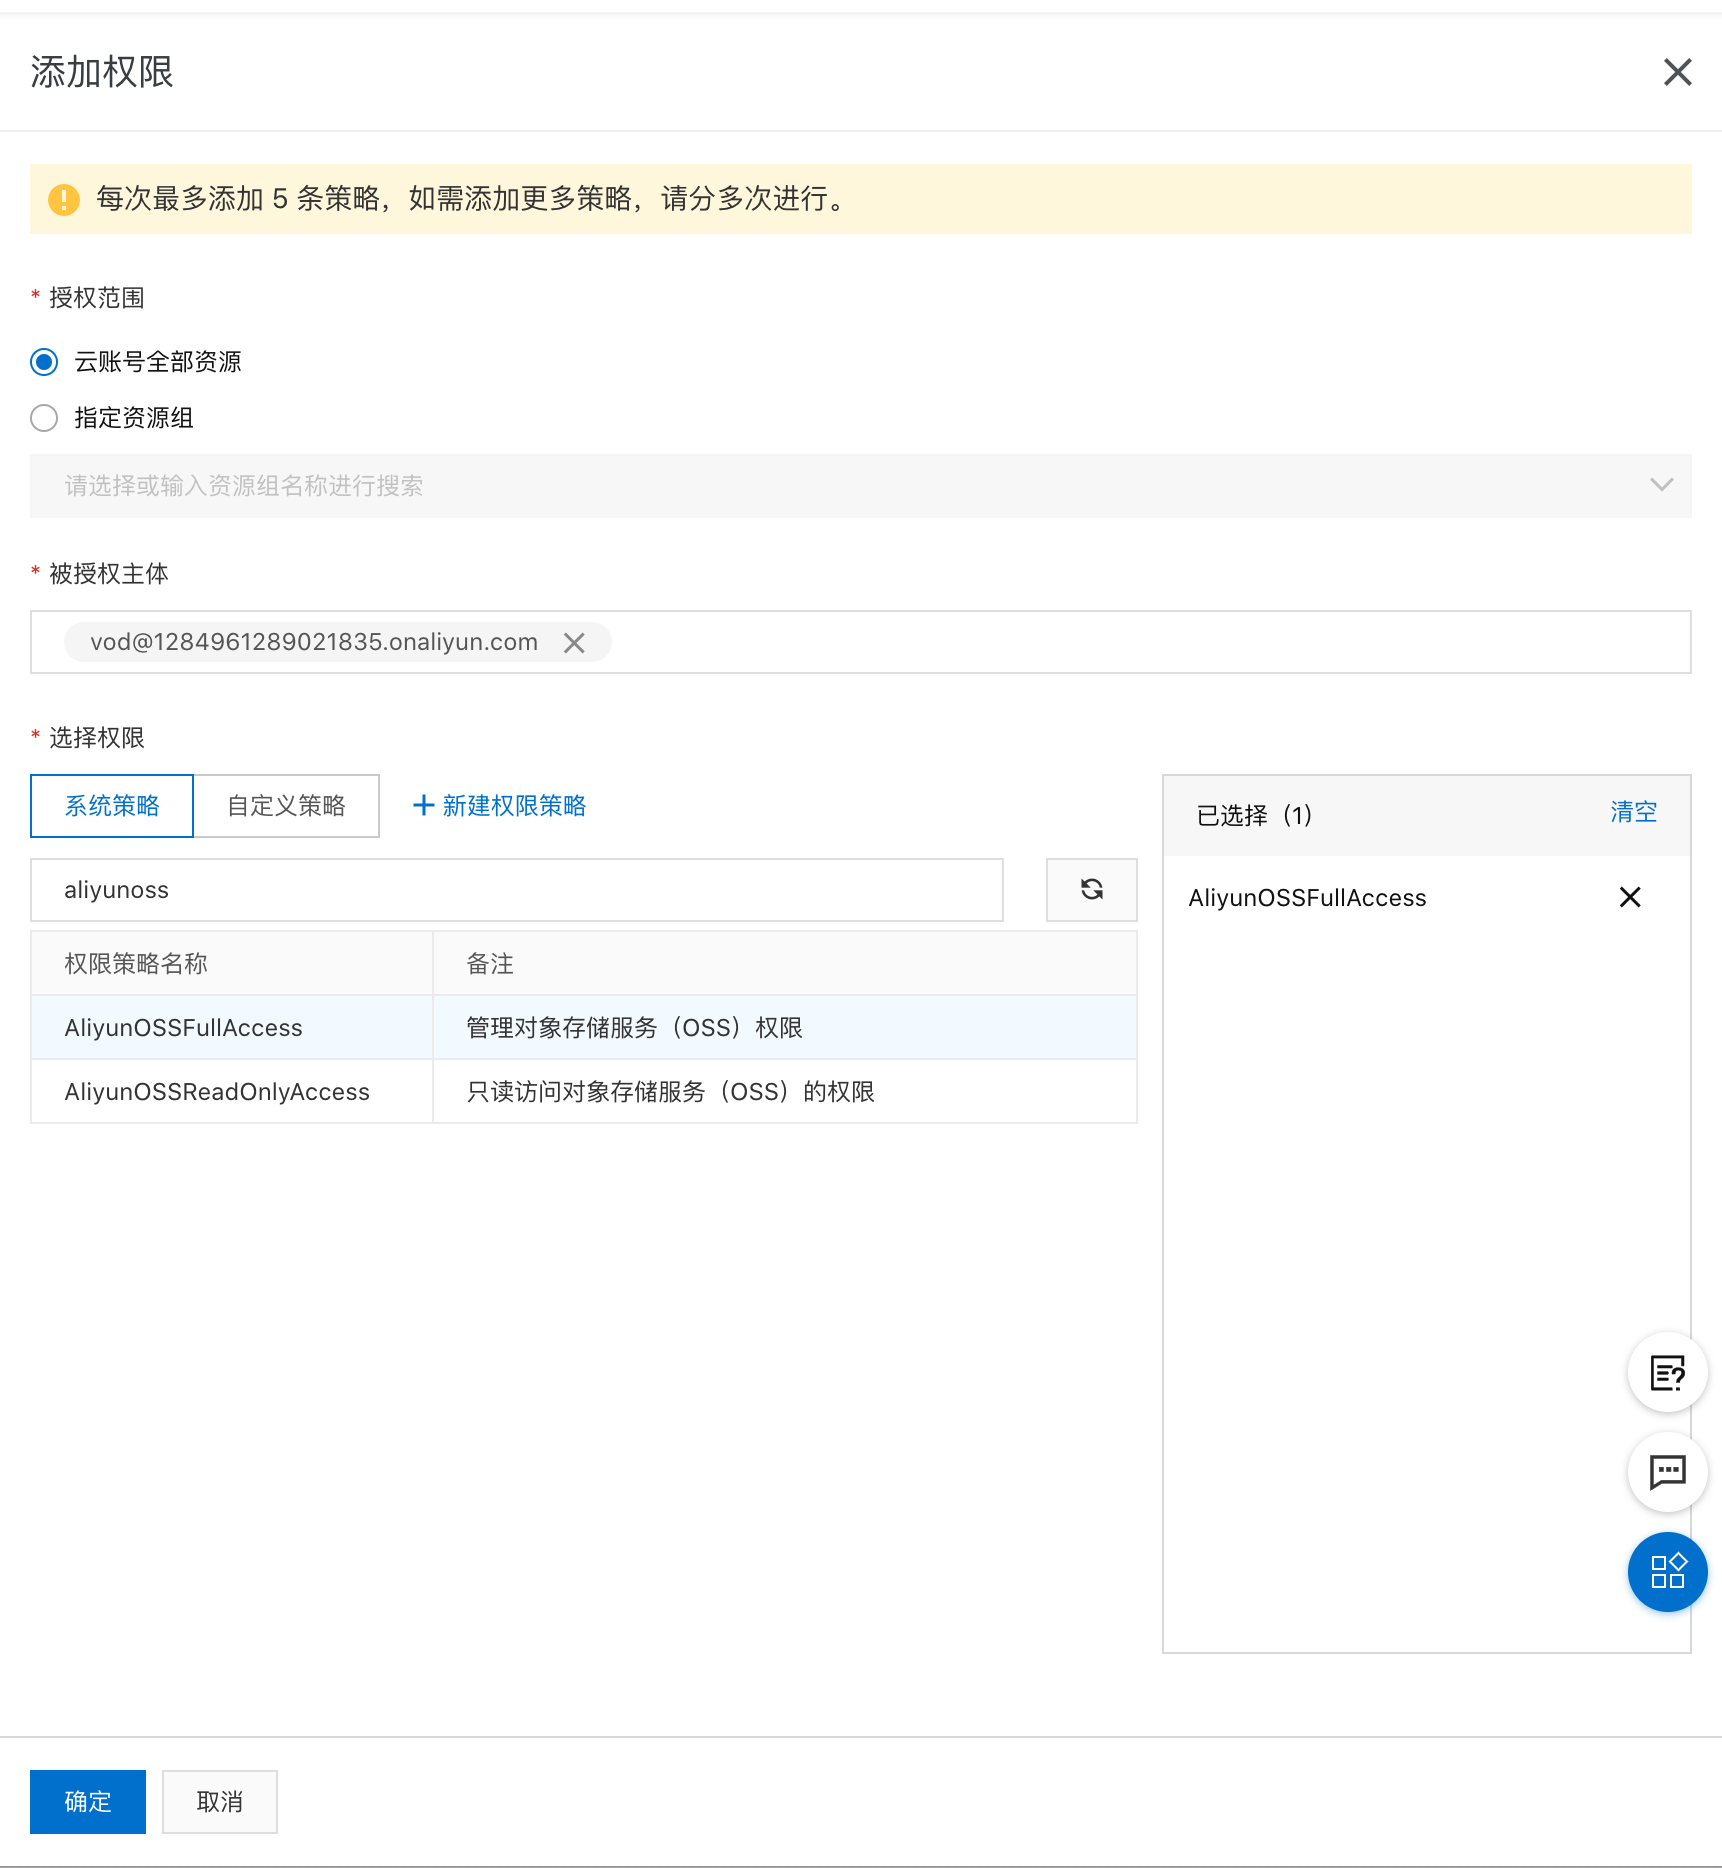 添加权限
每次最多添加 5 条策略，如需添加更多策略，请分多次进行。
* 授权范围
云账号全部资源
指定资源组
请选择或输入资源组名称进行搜索
* 被授权主体
vod@1284961289021835.onaliyun.com
* 选择权限
系统策略 自定义策略 新建权限策略
aliyunoss
权限策略名称 备注
AliyunOSSFullAccess 管理对象存储服务（OSS）权限
AliyunOSSReadOnlyAccess 只读访问对象存储服务（OSS）的权限
已选择（1） 清空
AliyunOSSFullAccess
确定 取消